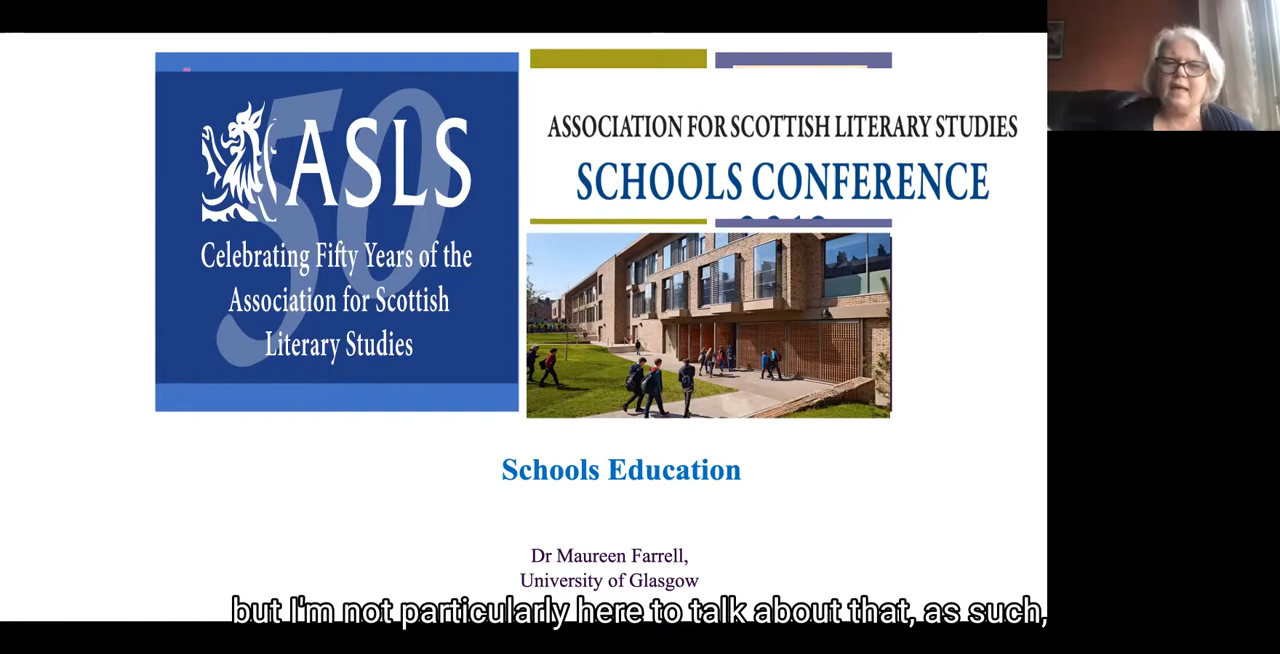 50
ASLS
Celebrating Fifty Years of the
Association for Scottish
Literary Studies
ASSOCIATION FOR SCOTTISH LITERARY STUDIES
SCHOOLS CONFERENCE
Schools Education
Dr Maureen Farrell,
University of Glasgow
but I'm not particularly here to talk about that, as such,